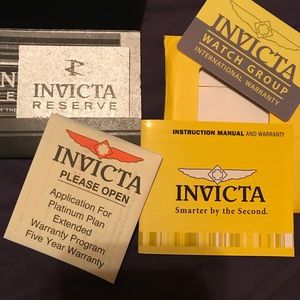 INVICTA
RESERVE
INVICTA
WATCH GROUP
INTERNATIONAL WARRANTY
INVICTA
PLEASE OPEN
Application For
Platinum Plan
Extended
Warranty Program
Five Year Warranty
INSTRUCTION MANUAL AND WARRANTY
INVICTA
Smarter by the Second.